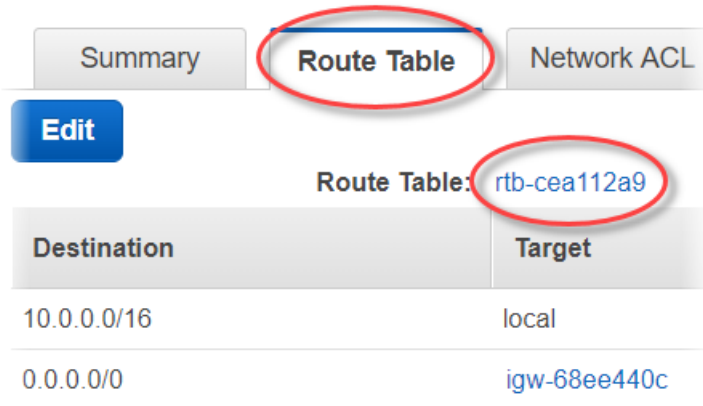 Summary Route Table Network ACL
Edit
Route Table: rtb-cea112a9
Destination Target
10.0.0.0/16 local
0.0.0.0/0 igw-68ee440c